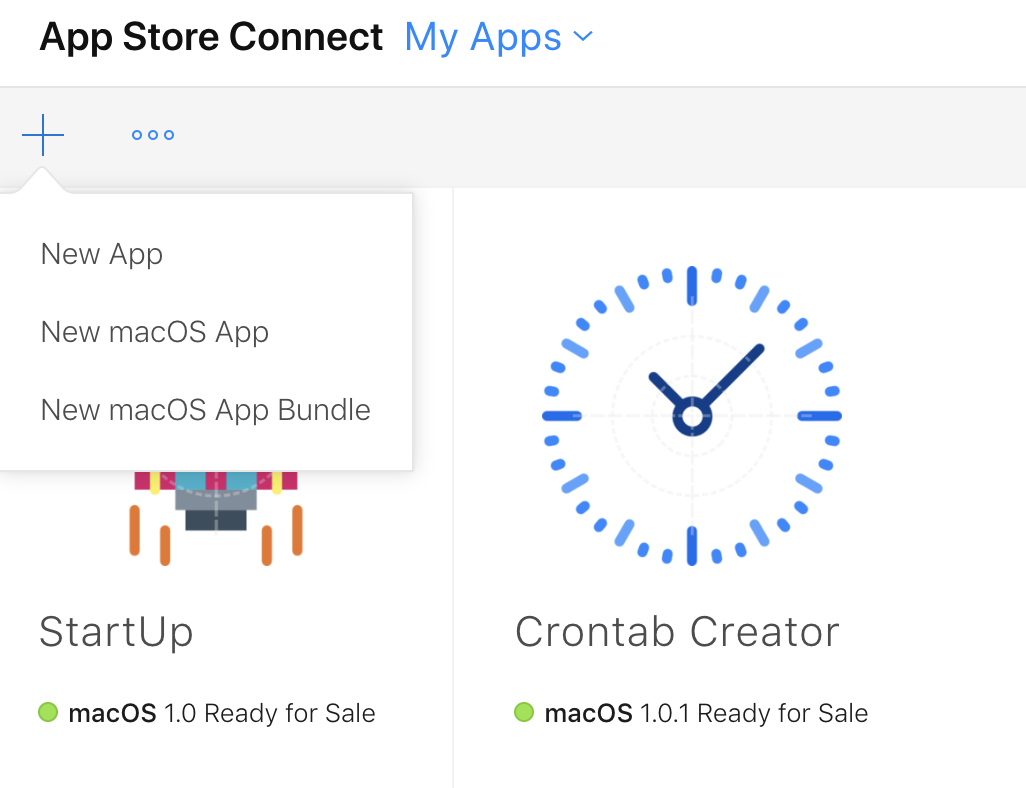 App Store Connect My Apps
New App
New macOS App
New macOS App Bundle
StartUp
Crontab Creator
macOS 1.0 Ready for Sale
macOS 1.0.1 Ready for Sale